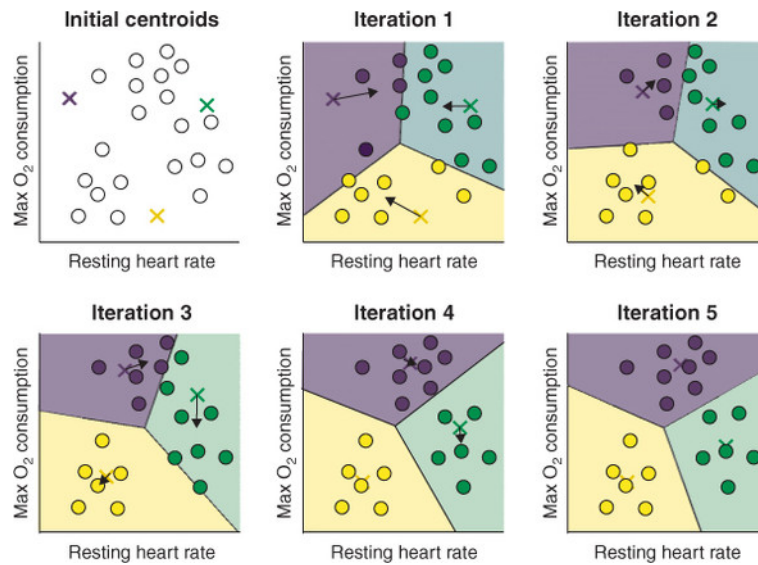 Initial centroids
Iteration 1
Iteration 2
Max O₂ consumption
Max O₂ consumption
Max O₂ consumption
Resting heart rate
Resting heart rate
Resting heart rate
Iteration 3
Iteration 4
Iteration 5
Max O₂ consumption
Max O₂ consumption
Max O₂ consumption
Resting heart rate
Resting heart rate
Resting heart rate